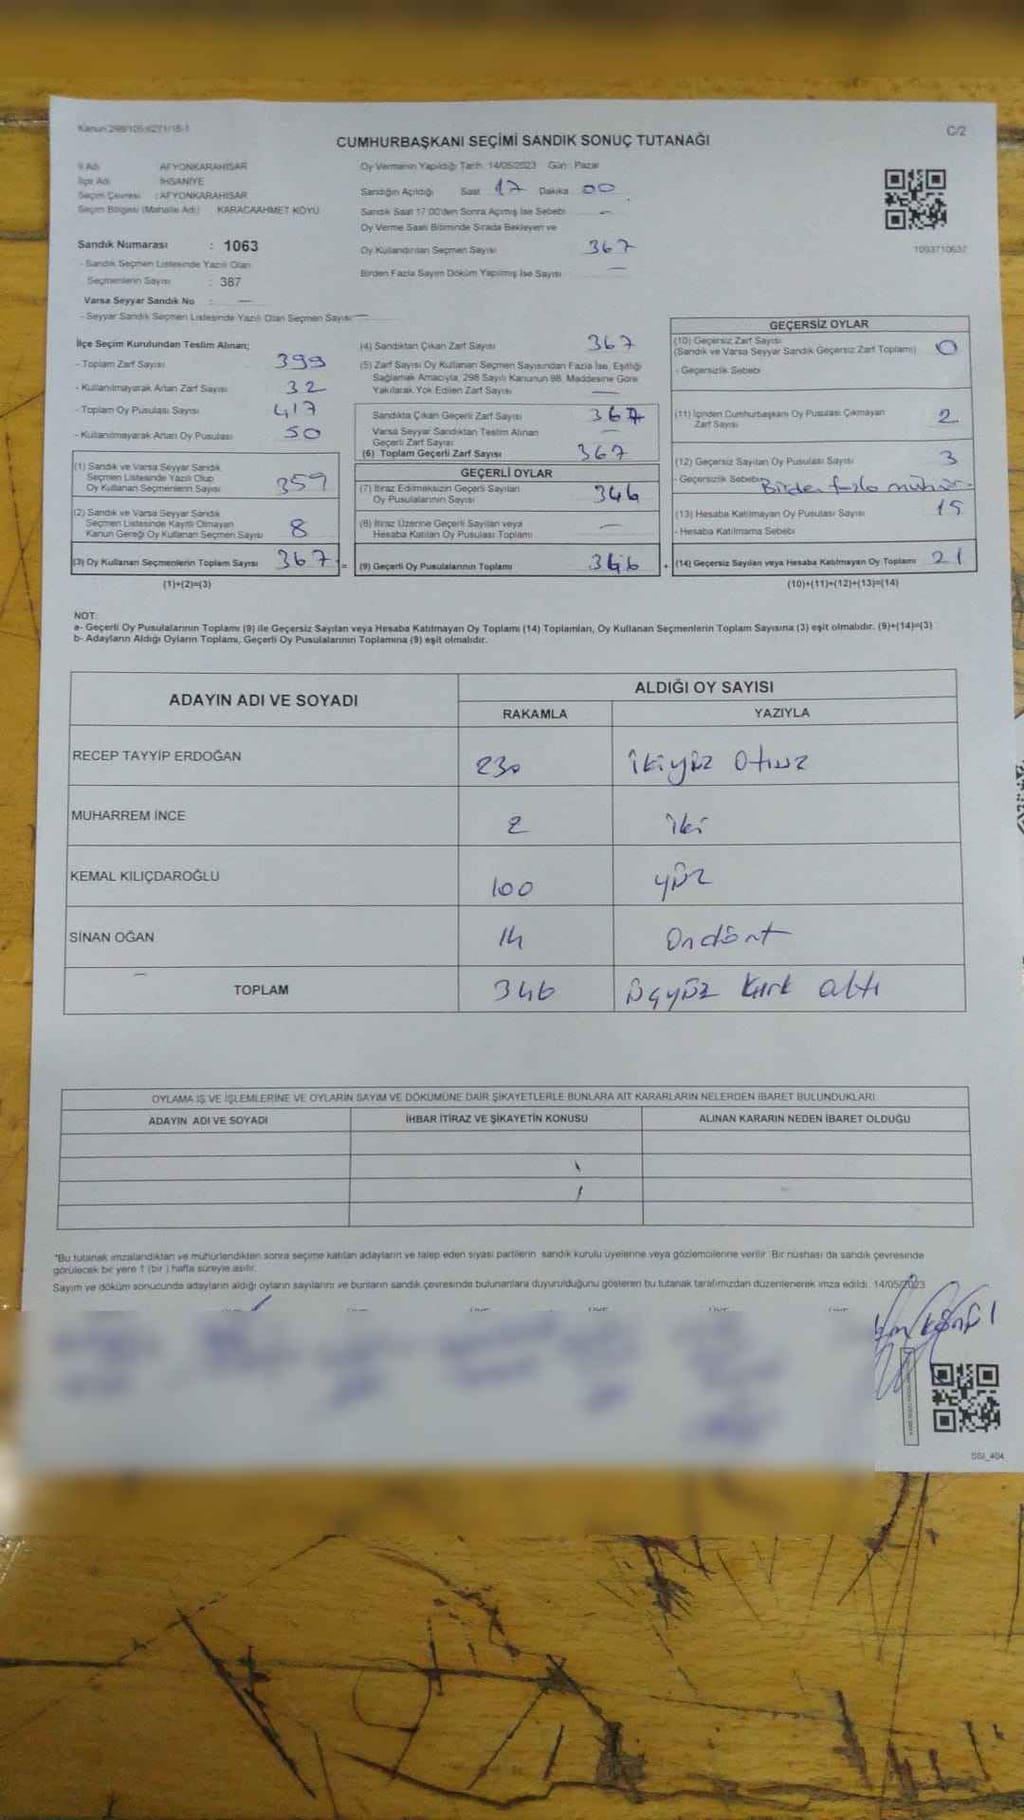 Kanun:298/105;6271/15-1
C/2
CUMHURBAŞKANI SEÇİMİ SANDIK SONUÇ TUTANAĞI
İl Adı : AFYONKARAHİSAR
İlçe Adı : İHSANİYE
Seçim Çevresi : AFYONKARAHİSAR
Seçim Bölgesi (Mahalle Adı) : KARACAAHMET KÖYÜ
Sandık Numarası : 1063
- Sandık Seçmen Listesinde Yazılı Olan
Seçmenlerin Sayısı : 387
Varsa Seyyar Sandık No : —
- Seyyar Sandık Seçmen Listesinde Yazılı Olan Seçmen Sayısı: —
Oy Vermenin Yapıldığı Tarih: 14/05/2023 Gün : Pazar
Sandığın Açıldığı Saat 17 Dakika 00
Sandık Saat 17:00'den Sonra Açılmış İse Sebebi —
Oy Verme Saati Bitiminde Sırada Bekleyen ve
Oy Kullandırılan Seçmen Sayısı 367
Birden Fazla Sayım Döküm Yapılmış İse Sayısı —
1093710637
İlçe Seçim Kurulundan Teslim Alınan;
- Toplam Zarf Sayısı 399
- Kullanılmayarak Artan Zarf Sayısı 32
- Toplam Oy Pusulası Sayısı 417
- Kullanılmayarak Artan Oy Pusulası 50
(1) Sandık ve Varsa Seyyar Sandık
Seçmen Listesinde Yazılı Olup
Oy Kullanan Seçmenlerin Sayısı 359
(2) Sandık ve Varsa Seyyar Sandık
Seçmen Listesinde Kayıtlı Olmayan
Kanun Gereği Oy Kullanan Seçmen Sayısı 8
(3) Oy Kullanan Seçmenlerin Toplam Sayısı 367 =
(1)+(2)=(3)
(4) Sandıktan Çıkan Zarf Sayısı 367
(5) Zarf Sayısı Oy Kullanan Seçmen Sayısından Fazla İse, Eşitliği
Sağlamak Amacıyla, 298 Sayılı Kanunun 98. Maddesine Göre
Yakılarak Yok Edilen Zarf Sayısı —
Sandıkta Çıkan Geçerli Zarf Sayısı 367
Varsa Seyyar Sandıktan Teslim Alınan
Geçerli Zarf Sayısı —
(6) Toplam Geçerli Zarf Sayısı 367
GEÇERLİ OYLAR
(7) İtiraz Edilmeksizin Geçerli Sayılan
Oy Pusulalarının Sayısı 346
(8) İtiraz Üzerine Geçerli Sayılan veya
Hesaba Katılan Oy Pusulası Toplamı —
(9) Geçerli Oy Pusulalarının Toplamı 346 +
GEÇERSİZ OYLAR
(10) Geçersiz Zarf Sayısı
(Sandık ve Varsa Seyyar Sandık Geçersiz Zarf Toplamı) 0
- Geçersizlik Sebebi
(11) İçinden Cumhurbaşkanı Oy Pusulası Çıkmayan
Zarf Sayısı 2
(12) Geçersiz Sayılan Oy Pusulası Sayısı 3
- Geçersizlik Sebebi Birden fazla mühür.
(13) Hesaba Katılmayan Oy Pusulası Sayısı
- Hesaba Katılmama Sebebi
(14) Geçersiz Sayılan veya Hesaba Katılmayan Oy Toplamı 21
(10)+(11)+(12)+(13)=(14)
NOT:
a- Geçerli Oy Pusulalarının Toplamı (9) ile Geçersiz Sayılan veya Hesaba Katılmayan Oy Toplamı (14) Toplamları, Oy Kullanan Seçmenlerin Toplam Sayısına (3) eşit olmalıdır. (9)+(14)=(3)
b- Adayların Aldığı Oyların Toplamı, Geçerli Oy Pusulalarının Toplamına (9) eşit olmalıdır.
ADAYIN ADI VE SOYADI
ALDIĞI OY SAYISI
RAKAMLA YAZIYLA
RECEP TAYYİP ERDOĞAN 230 ikiyüz otuz
MUHARREM İNCE 2 iki
KEMAL KILIÇDAROĞLU 100 yüz
SİNAN OĞAN 14 Ondört
TOPLAM 346 üçyüz kırk altı
OYLAMA İŞ VE İŞLEMLERİNE VE OYLARIN SAYIM VE DÖKÜMÜNE DAİR ŞİKAYETLERLE BUNLARA AİT KARARLARIN NELERDEN İBARET BULUNDUKLARI
ADAYIN ADI VE SOYADI İHBAR İTİRAZ VE ŞİKAYETİN KONUSU ALINAN KARARIN NEDEN İBARET OLDUĞU
*Bu tutanak imzalandıktan ve mühürlendikten sonra seçime katılan adayların ve talep eden siyasi partilerin sandık kurulu üyelerine veya gözlemcilerine verilir. Bir nüshası da sandık çevresinde
görülecek bir yere 1 (bir ) hafta süreyle asılır.
Sayım ve döküm sonucunda adayların aldığı oyların sayılarını ve bunların sandık çevresinde bulunanlara duyurulduğunu gösteren bu tutanak tarafımızdan düzenlenerek imza edildi. 14/05/2023